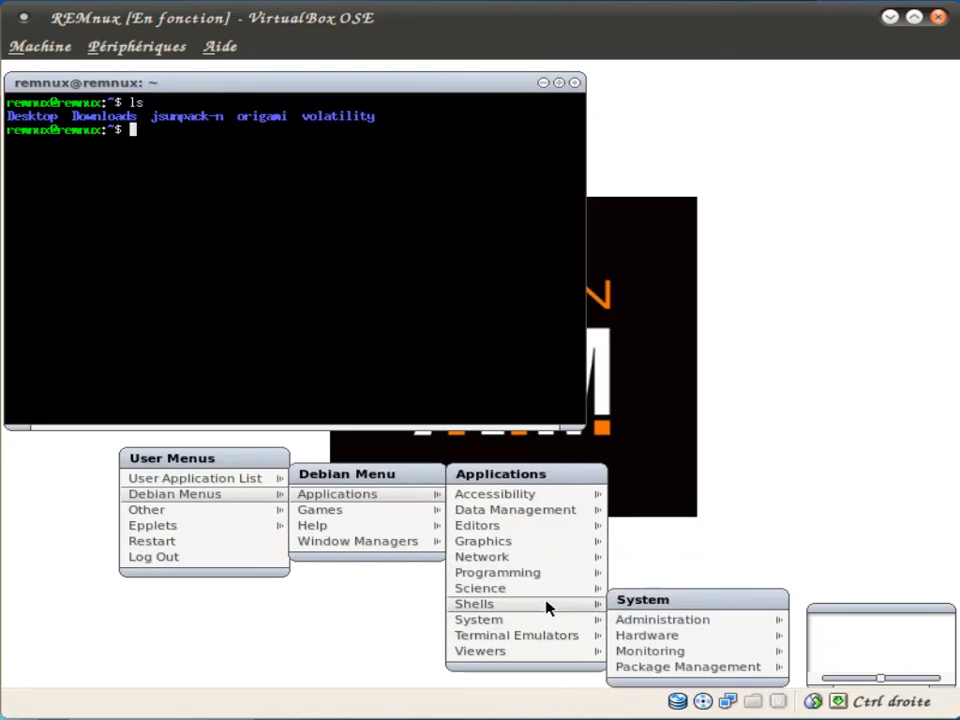 REMnux [En fonction] - VirtualBox OSE
Machine Périphériques Aide
remnux@remnux: ~
remnux@remnux:~$ ls
Desktop Downloads jsunpack-n origami volatility
remnux@remnux:~$
User Menus
User Application List
Debian Menus
Other
Epplets
Restart
Log Out
Debian Menu
Applications
Games
Help
Window Managers
Applications
Accessibility
Data Management
Editors
Graphics
Network
Programming
Science
Shells
System
Terminal Emulators
Viewers
System
Administration
Hardware
Monitoring
Package Management
Ctrl droite